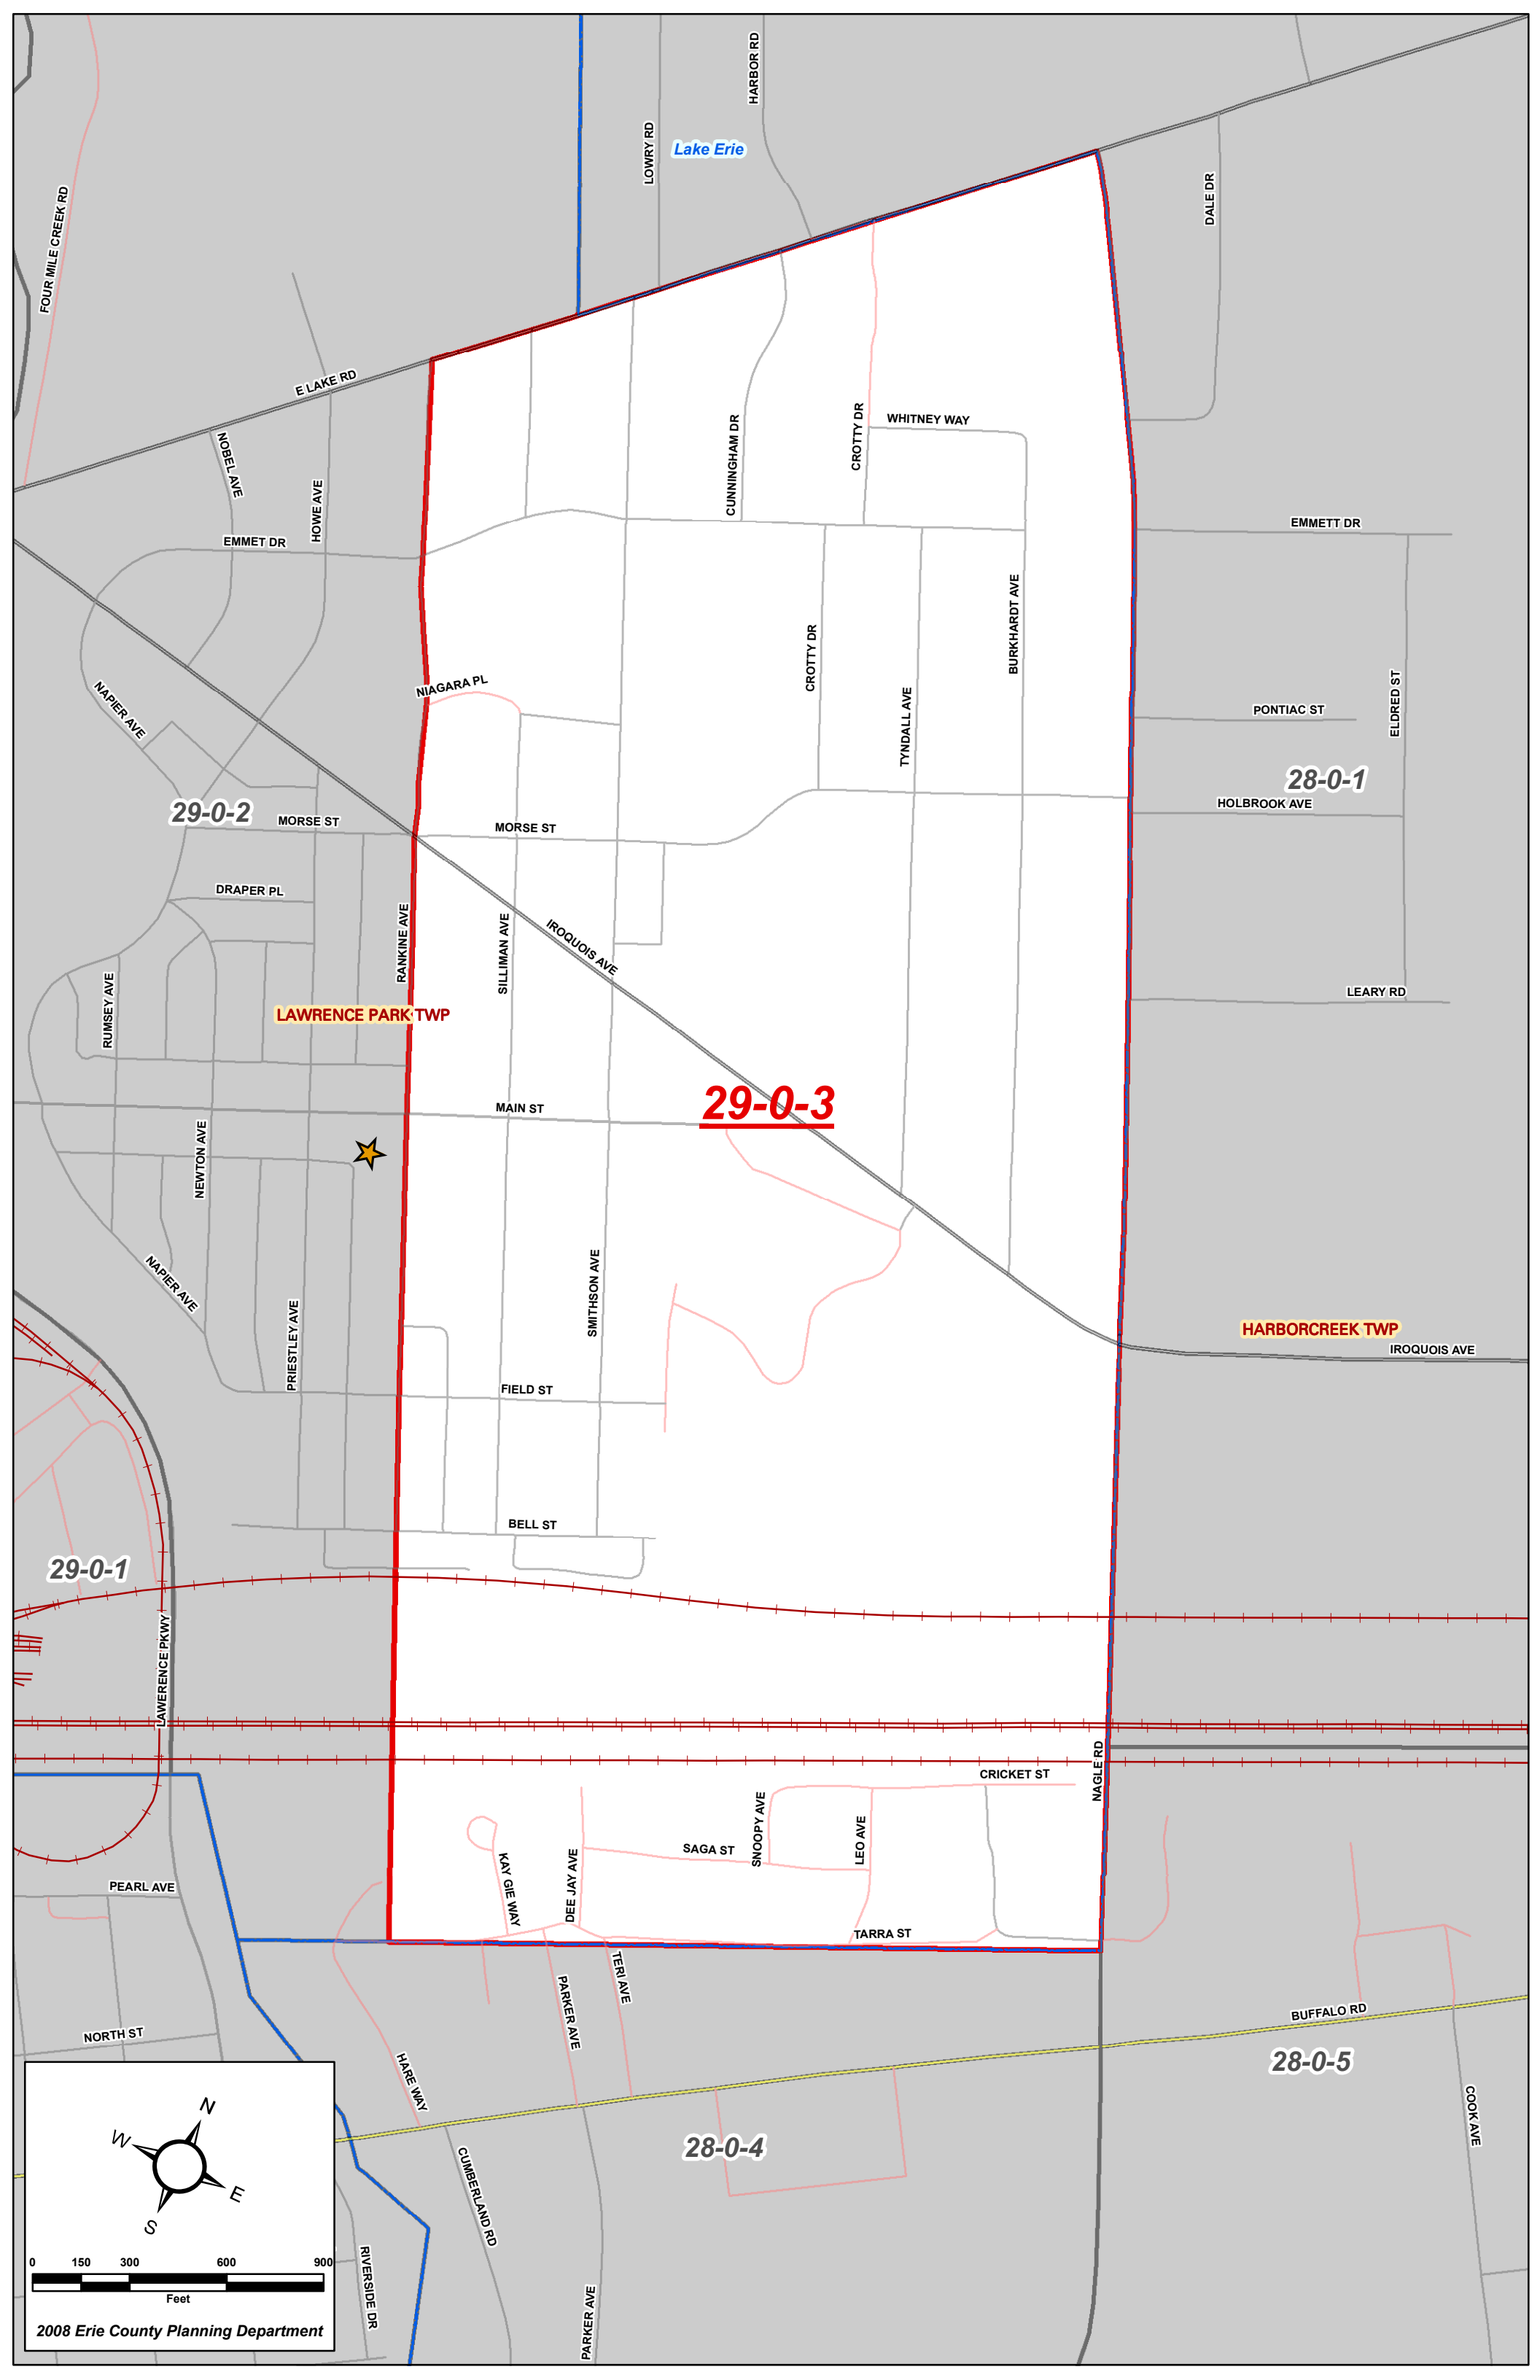 HARBOR RD
LOWRY RD
Lake Erie
DALE DR
FOUR MILE CREEK RD
E LAKE RD
NOBEL AVE
HOWE AVE
CUNNINGHAM DR
CROTTY DR
WHITNEY WAY
EMMET DR
EMMETT DR
BURKHARDT AVE
CROTTY DR
NIAGARA PL
NAPIER AVE
TYNDALL AVE
PONTIAC ST
ELDRED ST
28-0-1
29-0-2
HOLBROOK AVE
MORSE ST
MORSE ST
DRAPER PL
RANKINE AVE
SILLIMAN AVE
IROQUOIS AVE
RUMSEY AVE
LEARY RD
LAWRENCE PARK TWP
29-0-3
MAIN ST
NEWTON AVE
NAPIER AVE
SMITHSON AVE
PRIESTLEY AVE
HARBORCREEK TWP
IROQUOIS AVE
FIELD ST
BELL ST
29-0-1
LAWERENCE PKWY
NAGLE RD
CRICKET ST
SNOOPY AVE
LEO AVE
SAGA ST
KAY GIE WAY
DEE JAY AVE
PEARL AVE
TARRA ST
TERI AVE
PARKER AVE
BUFFALO RD
NORTH ST
28-0-5
HARE WAY
COOK AVE
28-0-4
CUMBERLAND RD
RIVERSIDE DR
PARKER AVE
N
W
E
S
0 150 300 600 900
Feet
2008 Erie County Planning Department